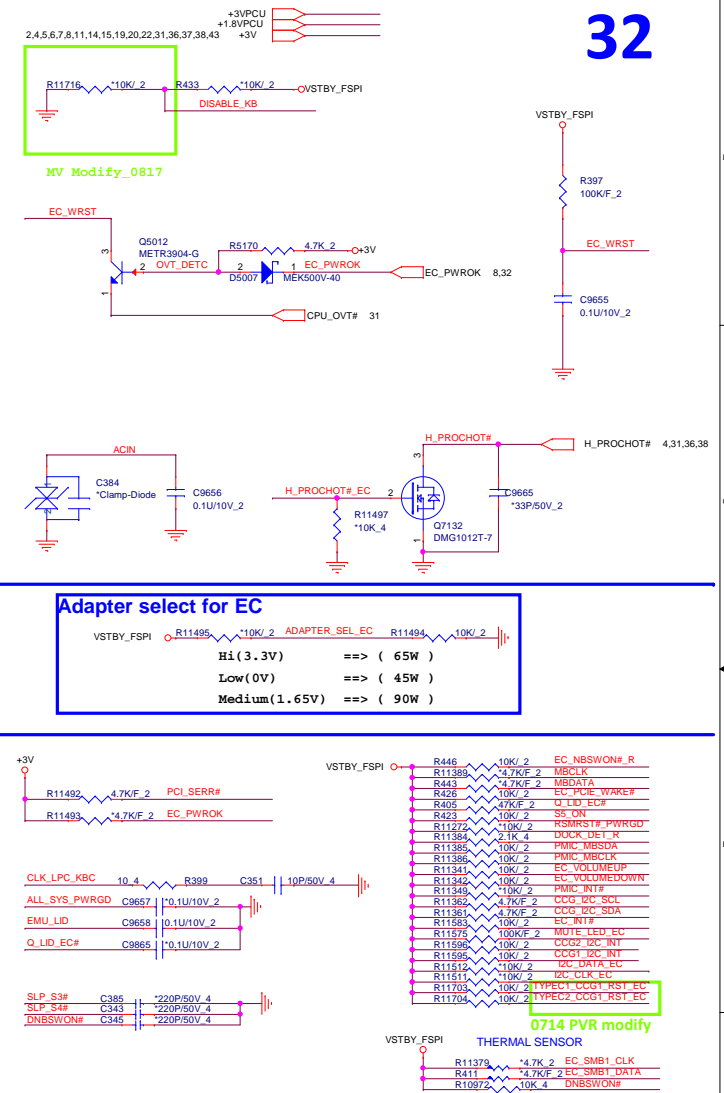 +3VPCU
+1.8VPCU
2,4,5,6,7,8,11,14,15,19,20,22,31,36,37,38,43 +3V
32
R11716 *10K/_2 R433 *10K/_2 VSTBY_FSPI
DISABLE_KB
MV Modify_0817
VSTBY_FSPI
R397
100K/F_2
EC_WRST
C9655
0.1U/10V_2
EC_WRST
Q5012
METR3904-G
R5170 4.7K_2 +3V
3 2 OVT_DETC 2 1 EC_PWROK
D5007 MEK500V-40
EC_PWROK 8,32
1
CPU_OVT# 31
ACIN
1
2
C384
*Clamp-Diode
C9656
0.1U/10V_2
H_PROCHOT#
H_PROCHOT# 4,31,36,38
3
H_PROCHOT#_EC 2
R11497
*10K_4
C9665
*33P/50V_2
Q7132
DMG1012T-7
1
Adapter select for EC
VSTBY_FSPI R11495 *10K/_2 ADAPTER_SEL_EC R11494 10K/_2
Hi(3.3V) ==> ( 65W )
Low(0V) ==> ( 45W )
Medium(1.65V) ==> ( 90W )
+3V
R11492 4.7K/F_2 PCI_SERR#
R11493 *4.7K/F_2 EC_PWROK
CLK_LPC_KBC 10_4 R399 C351 10P/50V_4
ALL_SYS_PWRGD C9657 *0.1U/10V_2
EMU_LID C9658 0.1U/10V_2
Q_LID_EC# C9865 *0.1U/10V_2
SLP_S3# C385 *220P/50V_4
SLP_S4# C343 *220P/50V_4
DNBSWON# C345 *220P/50V_4
VSTBY_FSPI
R446 10K/_2 EC_NBSWON#_R
R11389 *4.7K/F_2 MBCLK
R443 *4.7K/F_2 MBDATA
R426 10K/_2 EC_PCIE_WAKE#
R405 47K/F_2 Q_LID_EC#
R423 10K/_2 S5_ON
R11272 *10K/_2 RSMRST#_PWRGD
R11384 2.1K_4 DOCK_DET_R
R11385 10K/_2 PMIC_MBSDA
R11386 10K/_2 PMIC_MBCLK
R11341 10K/_2 EC_VOLUMEUP
R11342 10K/_2 EC_VOLUMEDOWN
R11349 *10K/_2 PMIC_INT#
R11362 4.7K/F_2 CCG_I2C_SCL
R11361 4.7K/F_2 CCG_I2C_SDA
R11583 10K/_2 EC_INT#
R11575 100K/F_2 MUTE_LED_EC
R11596 10K/_2 CCG2_I2C_INT
R11595 10K/_2 CCG1_I2C_INT
R11512 *10K/_2 I2C_DATA_EC
R11511 *10K/_2 I2C_CLK_EC
R11703 10K/_2 TYPEC1_CCG1_RST_EC
R11704 10K/_2 TYPEC2_CCG1_RST_EC
0714 PVR modify
VSTBY_FSPI THERMAL SENSOR
R11379 *4.7K_2 EC_SMB1_CLK
R411 *4.7K/F_2 EC_SMB1_DATA
R10972 10K_4 DNBSWON#